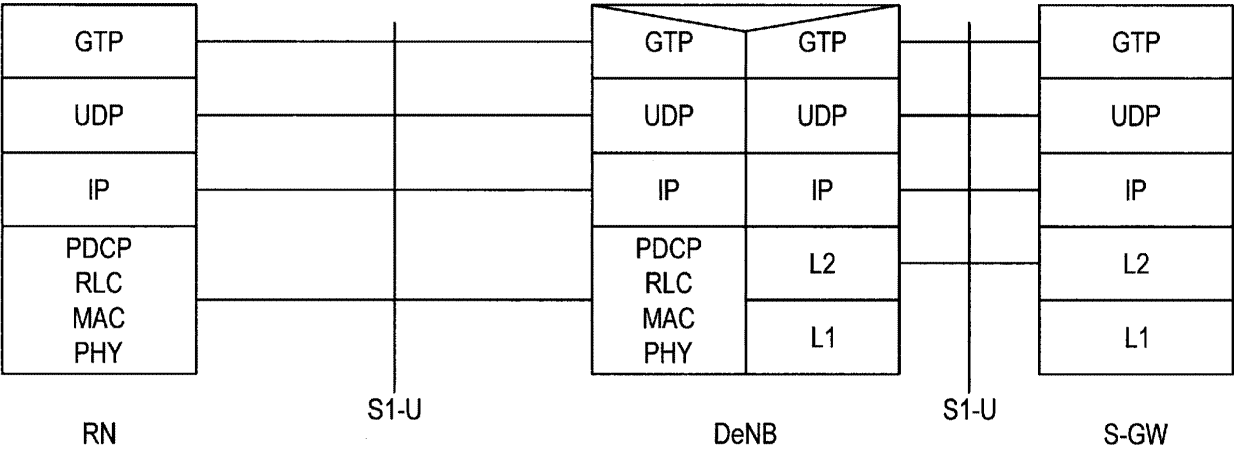 GTP
UDP
IP
PDCP
RLC
MAC
PHY
RN
S1-U
GTP GTP
UDP UDP
IP IP
PDCP
RLC
MAC
PHY
L2
L1
DeNB
S1-U
GTP
UDP
IP
L2
L1
S-GW